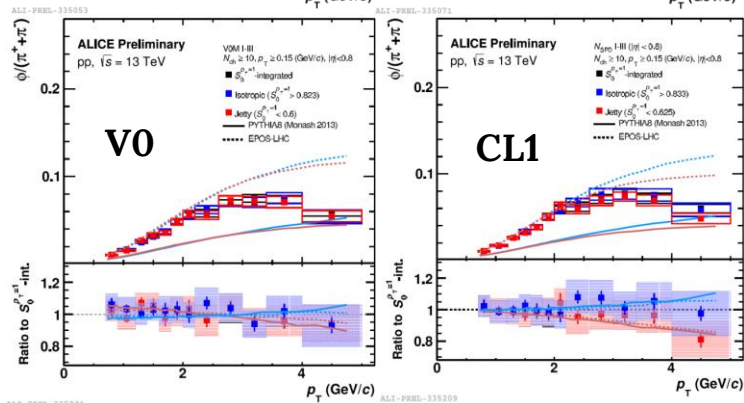 ALI-PREL-335053
ALI-PREL-335071
ϕ/(π⁺+π⁻)
ALICE Preliminary
pp, √s = 13 TeV
V0M I-III
N_ch ≥ 10, p_T ≥ 0.15 (GeV/c), |η|<0.8
S_0^{p_T=1}-integrated
Isotropic (S_0^{p_T=1} > 0.823)
Jetty (S_0^{p_T=1} < 0.6)
PYTHIA8 (Monash 2013)
EPOS-LHC
V0
0.2
0.1
Ratio to S_0^{p_T=1}-int.
1.2
1
0.8
0 2 4
p_T (GeV/c)
ϕ/(π⁺+π⁻)
ALICE Preliminary
pp, √s = 13 TeV
N_SPD I-III (|η|<0.8)
N_ch ≥ 10, p_T ≥ 0.15 (GeV/c), |η|<0.8
S_0^{p_T=1}-integrated
Isotropic (S_0^{p_T=1} > 0.833)
Jetty (S_0^{p_T=1} < 0.625)
PYTHIA8 (Monash 2013)
EPOS-LHC
CL1
0.2
0.1
Ratio to S_0^{p_T=1}-int.
1.2
1
0.8
0 2 4
p_T (GeV/c)
ALI-PREL-335209